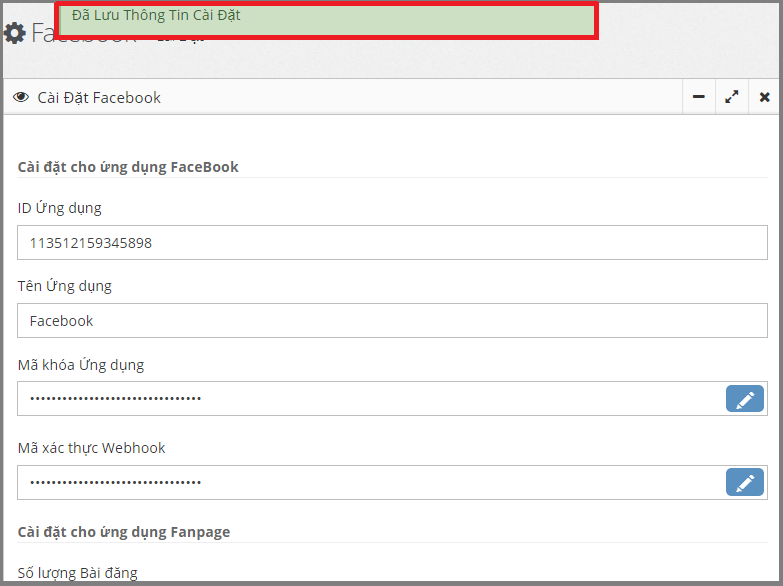 Đã Lưu Thông Tin Cài Đặt
Facebook
Cài Đặt Facebook
Cài đặt cho ứng dụng FaceBook
ID Ứng dụng
113512159345898
Tên Ứng dụng
Facebook
Mã khóa Ứng dụng
••••••••••••••••••••••••••••••••
Mã xác thực Webhook
••••••••••••••••••••••••••••••••
Cài đặt cho ứng dụng Fanpage
Số lượng Bài đăng